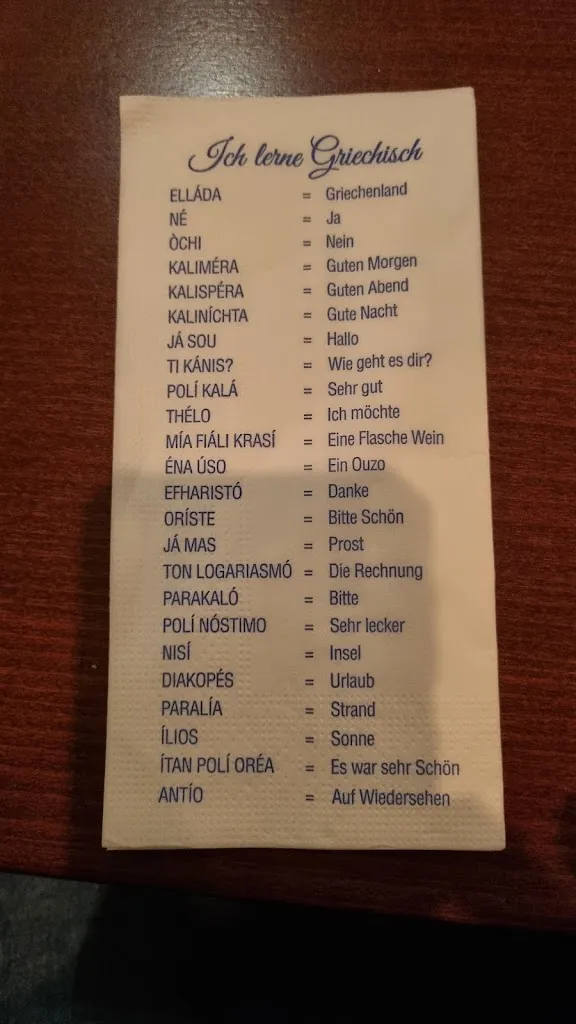 Ich lerne Griechisch
ELLÁDA = Griechenland
NÉ = Ja
ÒCHI = Nein
KALIMÉRA = Guten Morgen
KALISPÉRA = Guten Abend
KALINÍCHTA = Gute Nacht
JÁ SOU = Hallo
TI KÁNIS? = Wie geht es dir?
POLÍ KALÁ = Sehr gut
THÉLO = Ich möchte
MÍA FIÁLI KRASÍ = Eine Flasche Wein
ÉNA ÚSO = Ein Ouzo
EFHARISTÓ = Danke
ORÍSTE = Bitte Schön
JÁ MAS = Prost
TON LOGARIASMÓ = Die Rechnung
PARAKALÓ = Bitte
POLÍ NÓSTIMO = Sehr lecker
NISÍ = Insel
DIAKOPÉS = Urlaub
PARALÍA = Strand
ÍLIOS = Sonne
ÍTAN POLÍ ORÉA = Es war sehr Schön
ANTÍO = Auf Wiedersehen